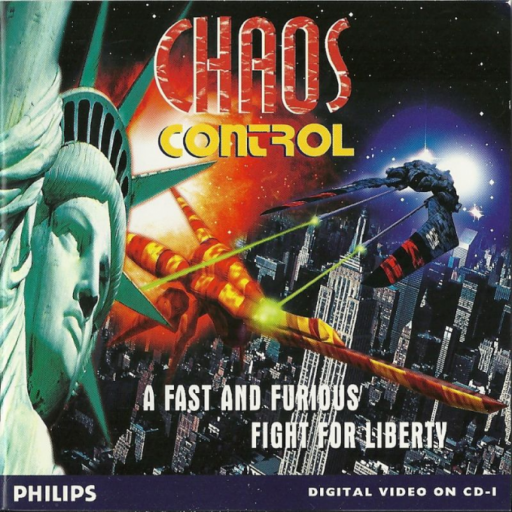 CHAOS
CONTROL
A FAST AND FURIOUS
FIGHT FOR LIBERTY
PHILIPS
DIGITAL VIDEO ON CD-I